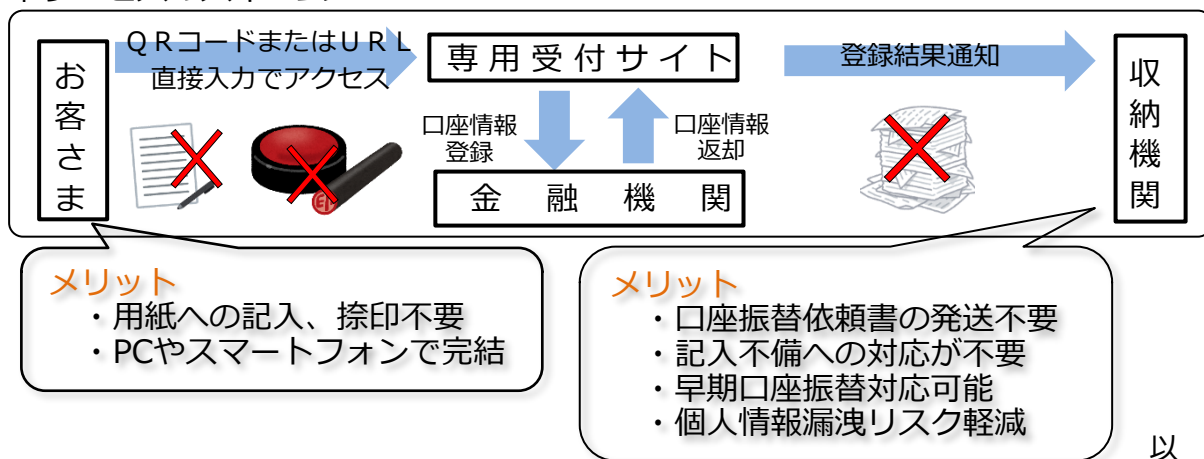 QRコードまたはURL
直接入力でアクセス
お客さま
専用受付サイト
登録結果通知
収納機関
口座情報
登録
口座情報
返却
金融機関
印
メリット
・用紙への記入、捺印不要
・PCやスマートフォンで完結
メリット
・口座振替依頼書の発送不要
・記入不備への対応が不要
・早期口座振替対応可能
・個人情報漏洩リスク軽減
以